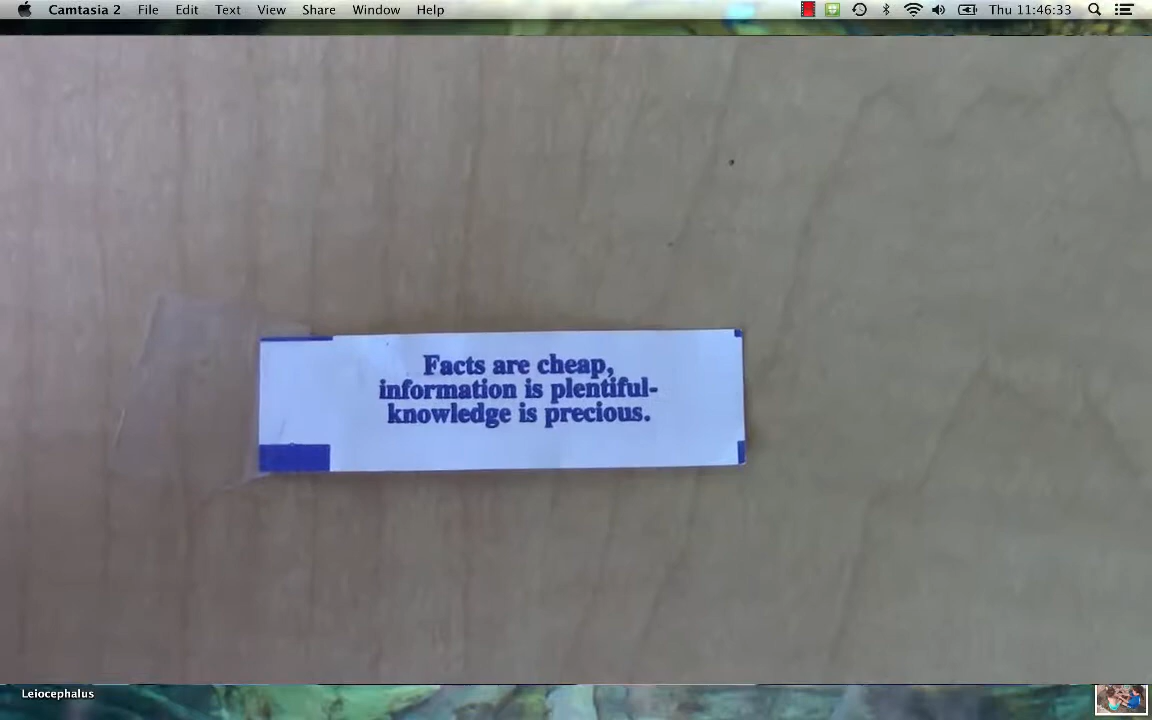 Camtasia 2 File Edit Text View Share Window Help Thu 11:46:33
Facts are cheap,
information is plentiful-
knowledge is precious.
Leiocephalus